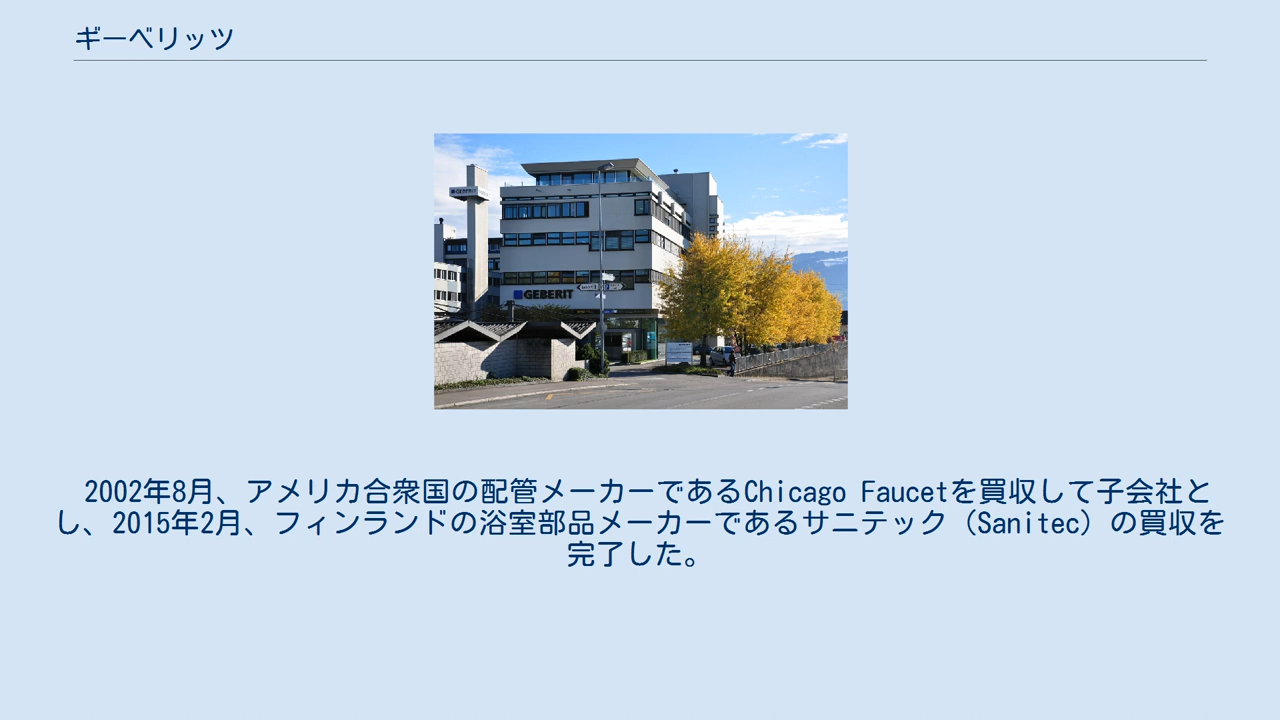 ギーベリッツ
GEBERIT
GEBERIT
2002年8月、アメリカ合衆国の配管メーカーであるChicago Faucetを買収して子会社と
し、2015年2月、フィンランドの浴室部品メーカーであるサニテック（Sanitec）の買収を
完了した。